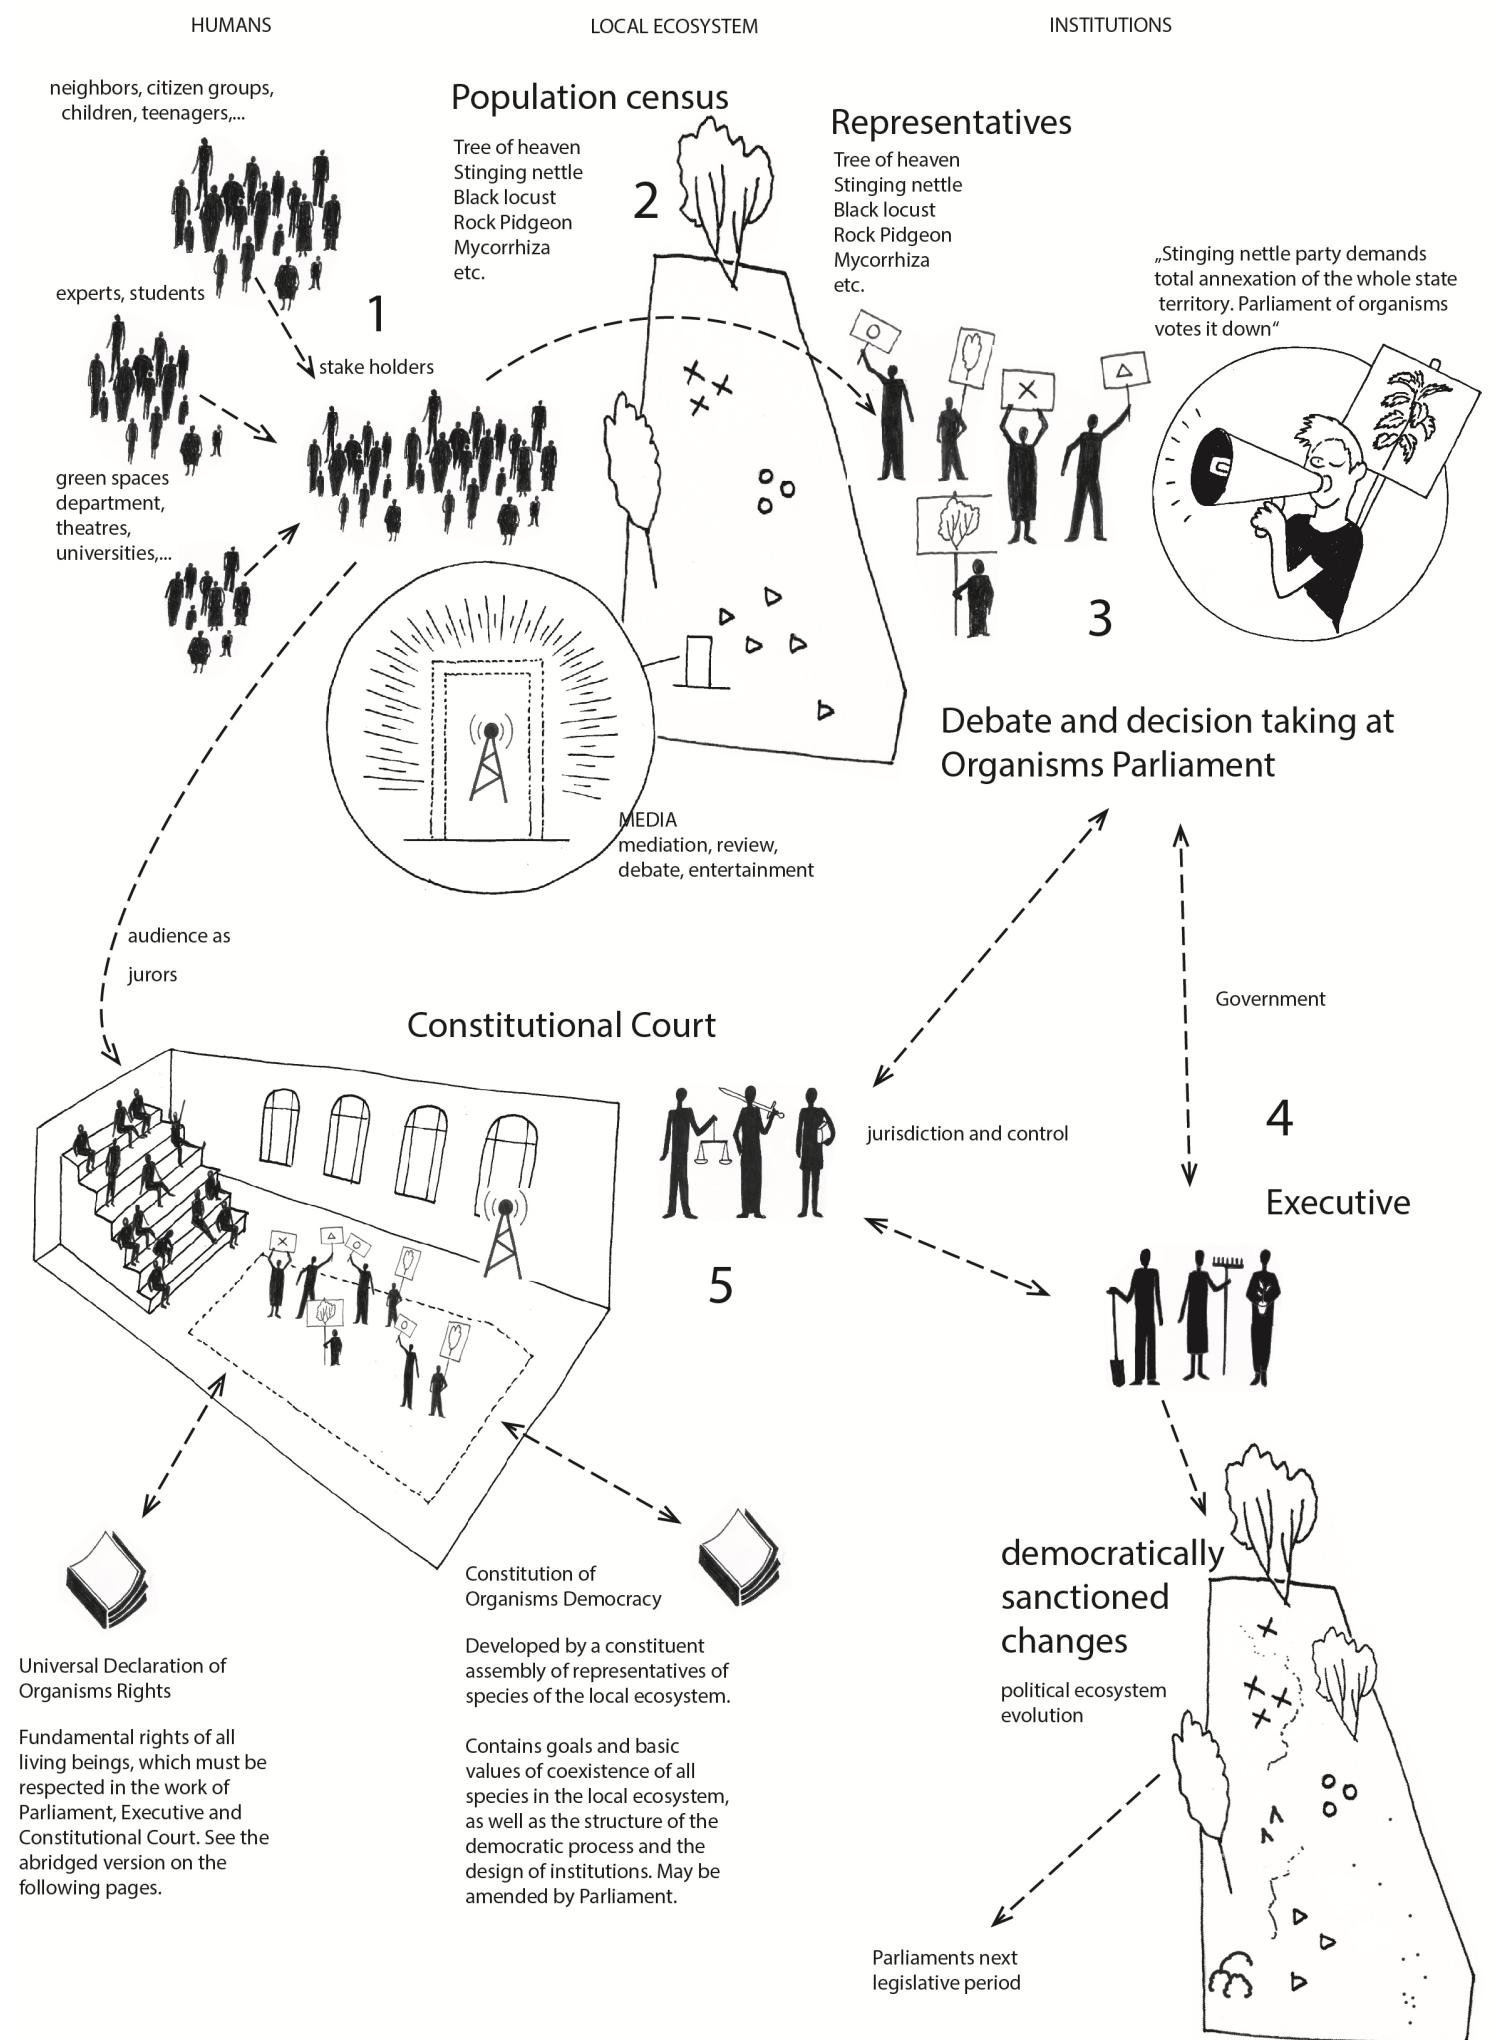 HUMANS
LOCAL ECOSYSTEM
INSTITUTIONS
neighbors, citizen groups,
children, teenagers,...
experts, students
green spaces
department,
theatres,
universities,...
1
stake holders
Population census
Tree of heaven
Stinging nettle
Black locust
Rock Pidgeon
Mycorrhiza
etc.
2
Representatives
Tree of heaven
Stinging nettle
Black locust
Rock Pidgeon
Mycorrhiza
etc.
„Stinging nettle party demands
total annexation of the whole state
territory. Parliament of organisms
votes it down“
3
Debate and decision taking at
Organisms Parliament
MEDIA
mediation, review,
debate, entertainment
audience as
jurors
Government
Constitutional Court
jurisdiction and control
4
Executive
5
democratically
sanctioned
changes
political ecosystem
evolution
Parliaments next
legislative period
Universal Declaration of
Organisms Rights
Fundamental rights of all
living beings, which must be
respected in the work of
Parliament, Executive and
Constitutional Court. See the
abridged version on the
following pages.
Constitution of
Organisms Democracy
Developed by a constituent
assembly of representatives of
species of the local ecosystem.
Contains goals and basic
values of coexistence of all
species in the local ecosystem,
as well as the structure of the
democratic process and the
design of institutions. May be
amended by Parliament.